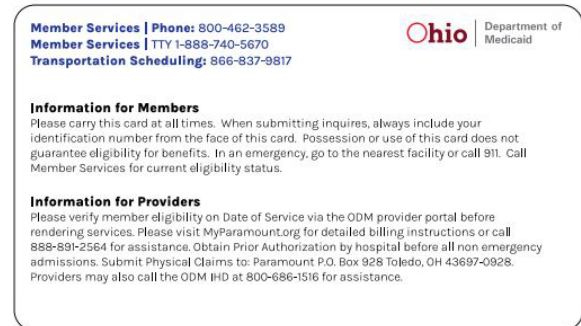 Member Services | Phone: 800-462-3589
Member Services | TTY 1-888-740-5670
Transportation Scheduling: 866-837-9817
Ohio | Department of
Medicaid
Information for Members
Please carry this card at all times. When submitting inquires, always include your
identification number from the face of this card. Possession or use of this card does not
guarantee eligibility for benefits. In an emergency, go to the nearest facility or call 911. Call
Member Services for current eligibility status.
Information for Providers
Please verify member eligibility on Date of Service via the ODM provider portal before
rendering services. Please visit MyParamount.org for detailed billing instructions or call
888-891-2564 for assistance. Obtain Prior Authorization by hospital before all non emergency
admissions. Submit Physical Claims to: Paramount P.O. Box 928 Toledo, OH 43697-0928.
Providers may also call the ODM IHD at 800-686-1516 for assistance.